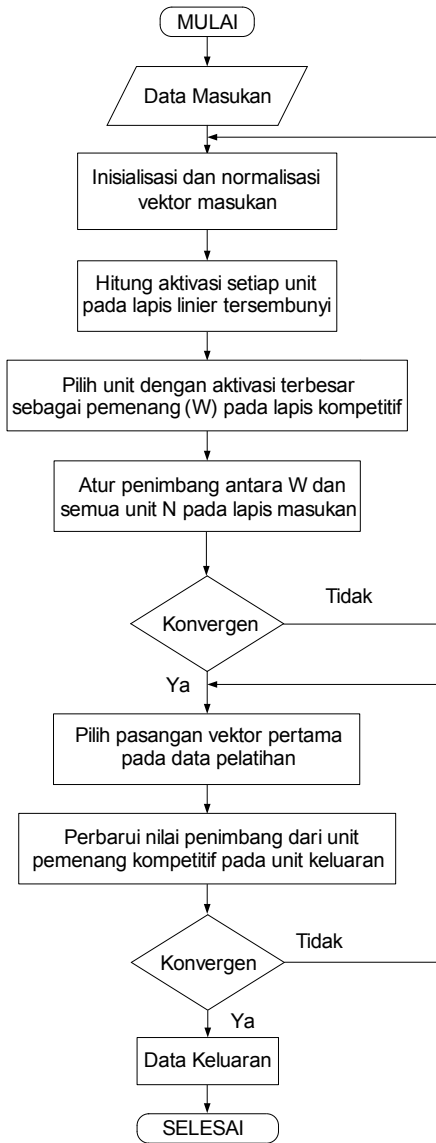 MULAI
Data Masukan
Inisialisasi dan normalisasi
vektor masukan
Hitung aktivasi setiap unit
pada lapis linier tersembunyi
Pilih unit dengan aktivasi terbesar
sebagai pemenang (W) pada lapis kompetitif
Atur penimbang antara W dan
semua unit N pada lapis masukan
Tidak
Konvergen
Ya
Pilih pasangan vektor pertama
pada data pelatihan
Perbarui nilai penimbang dari unit
pemenang kompetitif pada unit keluaran
Tidak
Konvergen
Ya
Data Keluaran
SELESAI